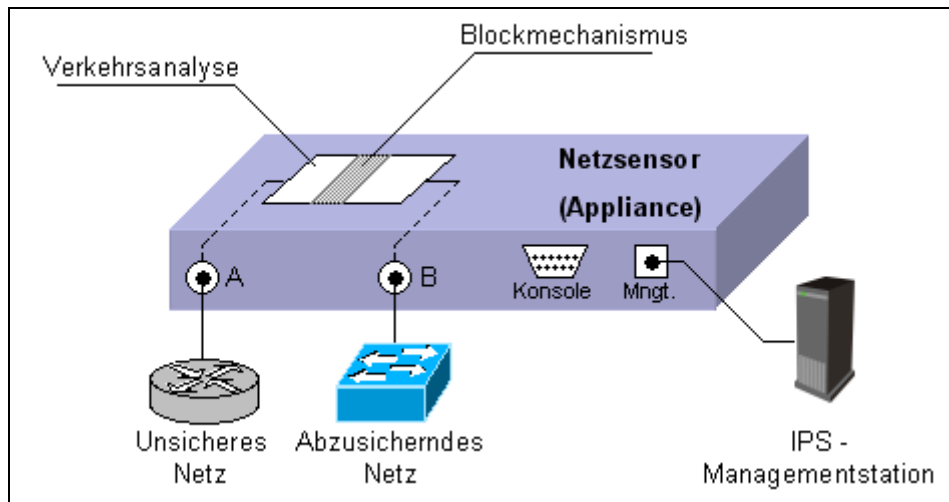 Blockmechanismus
Verkehrsanalyse
Netzsensor
(Appliance)
A
B
Konsole
Mngt.
Unsicheres
Netz
Abzusicherndes
Netz
IPS -
Managementstation